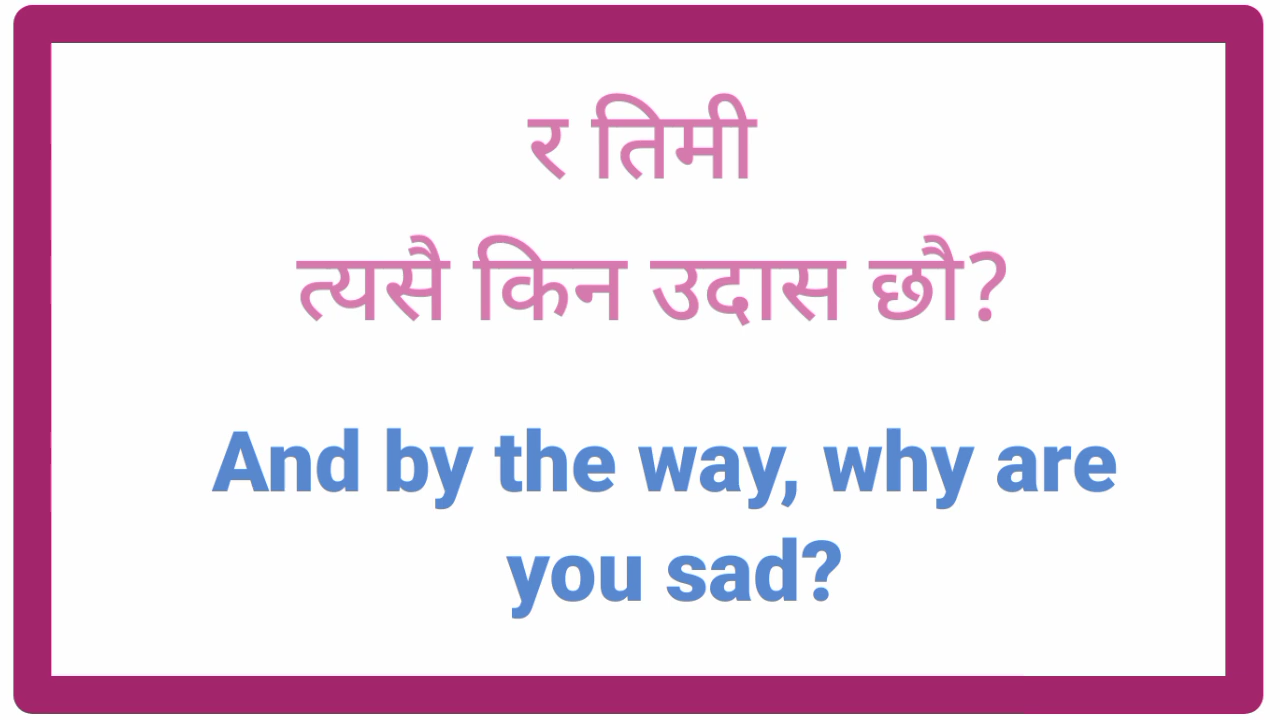 र तिमी
त्यसै किन उदास छौ?
And by the way, why are
you sad?